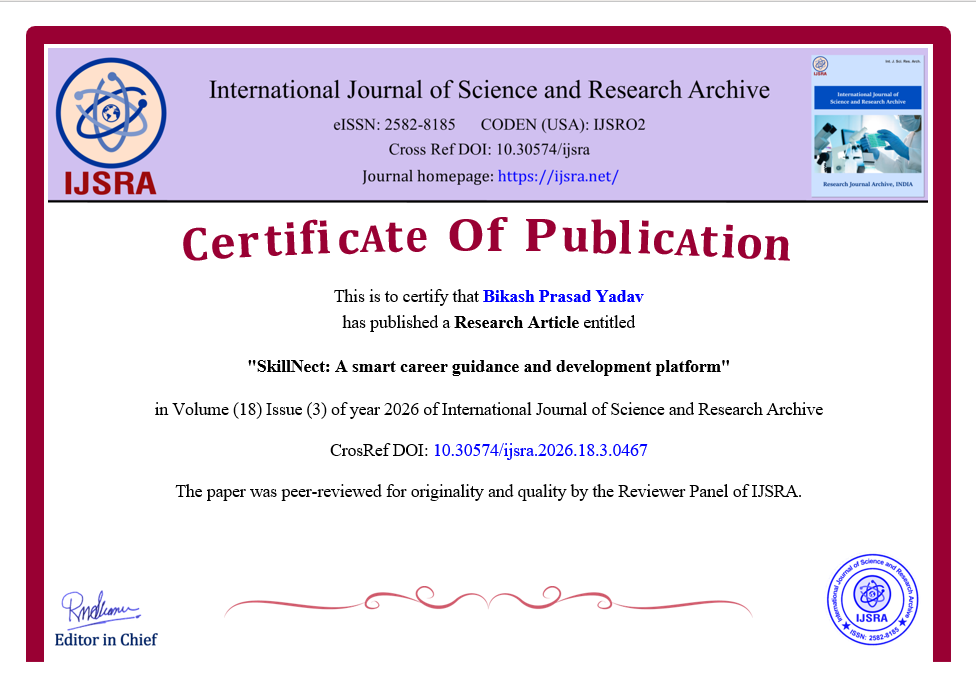 IJSRA
International Journal of Science and Research Archive
eISSN: 2582-8185 CODEN (USA): IJSRO2
Cross Ref DOI: 10.30574/ijsra
Journal homepage: https://ijsra.net/
IJSRA
Int. J. Sci. Res. Arch.
International Journal of
Science and Research Archive
Research Journal Archive, INDIA
CertificAte Of PublicAtion
This is to certify that Bikash Prasad Yadav
has published a Research Article entitled
"SkillNect: A smart career guidance and development platform"
in Volume (18) Issue (3) of year 2026 of International Journal of Science and Research Archive
CrosRef DOI: 10.30574/ijsra.2026.18.3.0467
The paper was peer-reviewed for originality and quality by the Reviewer Panel of IJSRA.
Editor in Chief
International Journal of Science and Research Archive
IJSRA
★ ISSN: 2582-8185 ★